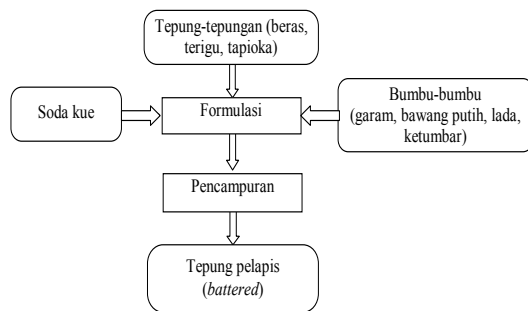 Tepung-tepungan (beras,
terigu, tapioka)
Soda kue
Formulasi
Bumbu-bumbu
(garam, bawang putih, lada,
ketumbar)
Pencampuran
Tepung pelapis
(battered)